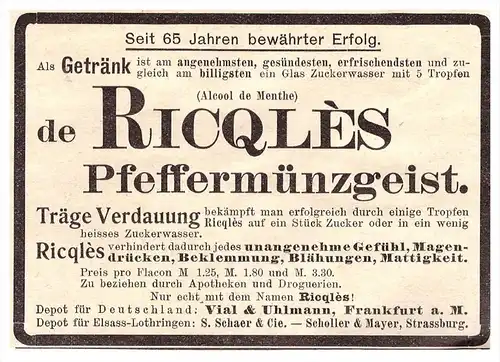 Seit 65 Jahren bewährter Erfolg.
Als Getränk ist am angenehmsten, gesündesten, erfrischendsten und zu-
gleich am billigsten ein Glas Zuckerwasser mit 5 Tropfen
(Alcool de Menthe)
de RICQLÈS
Pfeffermünzgeist.
Träge Verdauung bekämpft man erfolgreich durch einige Tropfen
Ricqlès auf ein Stück Zucker oder in ein wenig
heisses Zuckerwasser.
Ricqlès verhindert dadurch jedes unangenehme Gefühl, Magen-
drücken, Beklemmung, Blähungen, Mattigkeit.
Preis pro Flacon M 1.25, M. 1.80 und M. 3.30.
Zu beziehen durch Apotheken und Droguerien.
Nur echt mit dem Namen Ricqlès!
Depot für Deutschland: Vial & Uhlmann, Frankfurt a. M.
Depot für Elsass-Lothringen: S. Schaer & Cie. — Scholler & Mayer, Strassburg.